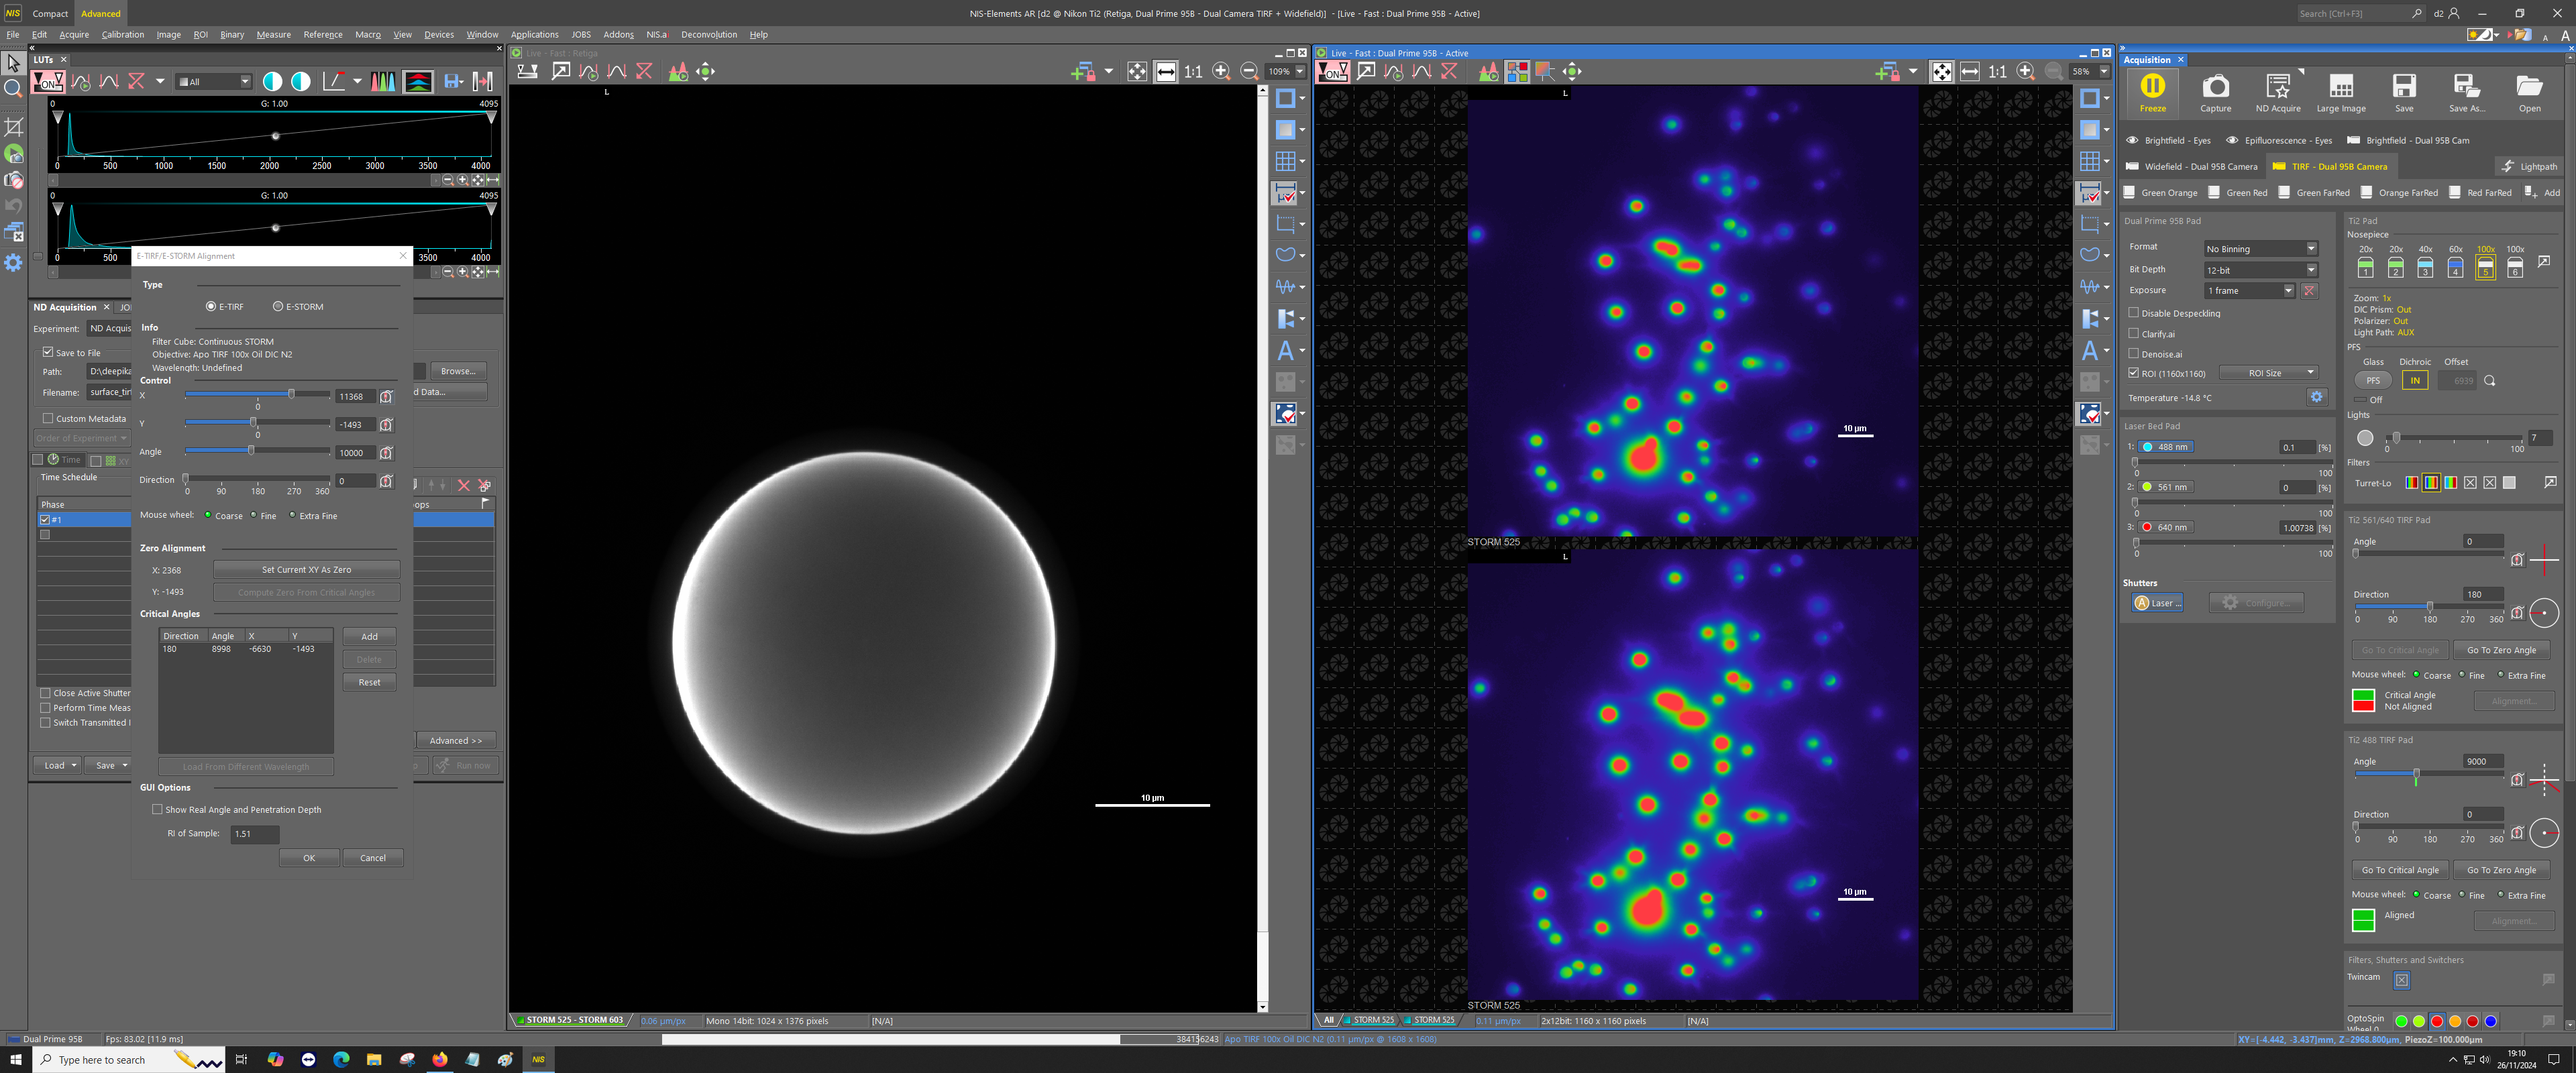 NIS Compact Advanced
NIS-Elements AR [d2 @ Nikon Ti2 (Retiga, Dual Prime 95B - Dual Camera TIRF + Widefield)] - [Live - Fast : Dual Prime 95B - Active]
Search [Ctrl+F3]
d2
File Edit Acquire Calibration Image ROI Binary Measure Reference Macro View Devices Window Applications JOBS Addons NIS.a Deconvolution Help
LUTs
ON
All
0 G: 1.00 4095
0 500 1000 1500 2000 2500 3000 3500 4000
0 G: 1.00 4095
0 3500 4000
E-TIRF/E-STORM Alignment
Type
E-TIRF E-STORM
Info
Filter Cube: Continuous STORM
Objective: Apo TIRF 100x Oil DIC N2
Wavelength: Undefined
Control
X 11368
0
Y -1493
0
Angle 10000
Direction 0
0 90 180 270 360
Mouse wheel: Coarse Fine Extra Fine
Zero Alignment
X: 2368 Set Current XY As Zero
Y: -1493 Compute Zero From Critical Angles
Critical Angles
Direction Angle X Y
180 8998 -6630 -1493
Add
Delete
Reset
Load From Different Wavelength
GUI Options
Show Real Angle and Penetration Depth
RI of Sample: 1.51
OK Cancel
ND Acquisition JO
Experiment: ND Acquis
Save to File
Path: D:\deepika
Browse...
Filename: surface_tir
d Data...
Custom Metadata
Order of Experiment
Time XY
Time Schedule
Phase
oops
#1
Close Active Shutter
Perform Time Meas
Switch Transmitted I
Advanced >>
Load Save
Run now
Live - Fast : Retiga
1:1 109%
L
10 µm
STORM 525 - STORM 603 0.06 µm/px Mono 14bit: 1024 x 1376 pixels [N/A]
Live - Fast : Dual Prime 95B - Active
ON
1:1 58%
L
10 µm
STORM 525
L
10 µm
STORM 525
All STORM 525 STORM 525 0.11 µm/px 2x12bit: 1160 x 1160 pixels [N/A]
Acquisition
Freeze Capture ND Acquire Large Image Save Save As... Open
Brightfield - Eyes Epifluorescence - Eyes Brightfield - Dual 95B Cam
Widefield - Dual 95B Camera TIRF - Dual 95B Camera Lightpath
Green Orange Green Red Green FarRed Orange FarRed Red FarRed Add
Dual Prime 95B Pad
Format No Binning
Bit Depth 12-bit
Exposure 1 frame
Disable Despeckling
Clarify.ai
Denoise.ai
ROI (1160x1160) ROI Size
Temperature -14.8 °C
Laser Bed Pad
1: 488 nm 0.1 [%]
0 100
2: 561 nm 0 [%]
0 100
3: 640 nm 1.00738 [%]
0 100
Shutters
A Laser ... Configure...
Ti2 Pad
Nosepiece
20x 20x 40x 60x 100x 100x
1 2 3 4 5 6
Zoom: 1x
DIC Prism: Out
Polarizer: Out
Light Path: AUX
PFS
Glass Dichroic Offset
PFS IN 6939
Off
Lights
7
0 100
Filters
Turret-Lo
Ti2 561/640 TIRF Pad
Angle 0
Direction 180
0 90 180 270 360
Go To Critical Angle Go To Zero Angle
Mouse wheel: Coarse Fine Extra Fine
Critical Angle
Not Aligned
Alignment...
Ti2 488 TIRF Pad
Angle 9000
Direction 0
0 90 180 270 360
Go To Critical Angle Go To Zero Angle
Mouse wheel: Coarse Fine Extra Fine
Aligned
Alignment...
Filters, Shutters and Switchers
Twincam
OptoSpin
Wheel 0
Dual Prime 95B Fps: 83.02 [11.9 ms]
384156243 Apo TIRF 100x Oil DIC N2 (0.11 µm/px @ 1608 x 1608)
XY=[-4.442, -3.437]mm, Z=2968.800µm, PiezoZ=100.000µm
Type here to search
NIS
19:10
26/11/2024